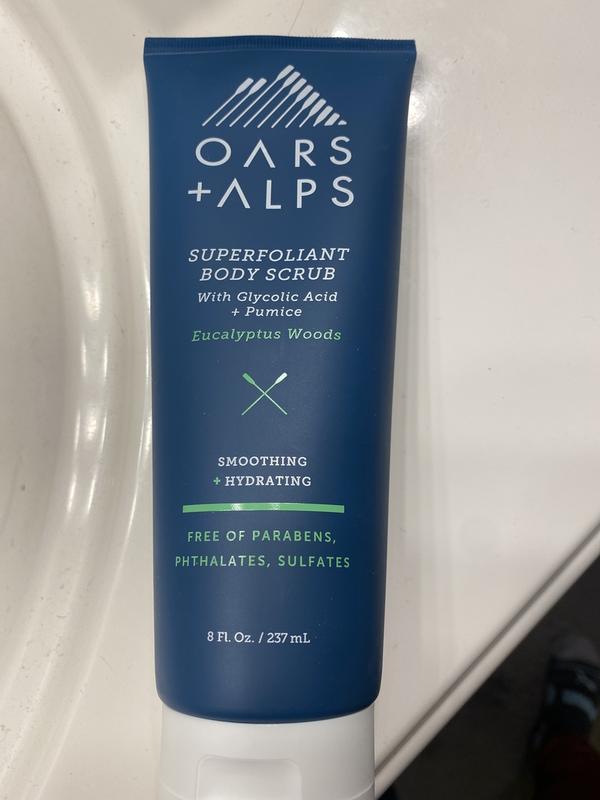 OARS
+ALPS
SUPERFOLIANT
BODY SCRUB
With Glycolic Acid
+ Pumice
Eucalyptus Woods
SMOOTHING
+ HYDRATING
FREE OF PARABENS,
PHTHALATES, SULFATES
8 Fl. Oz. / 237 mL